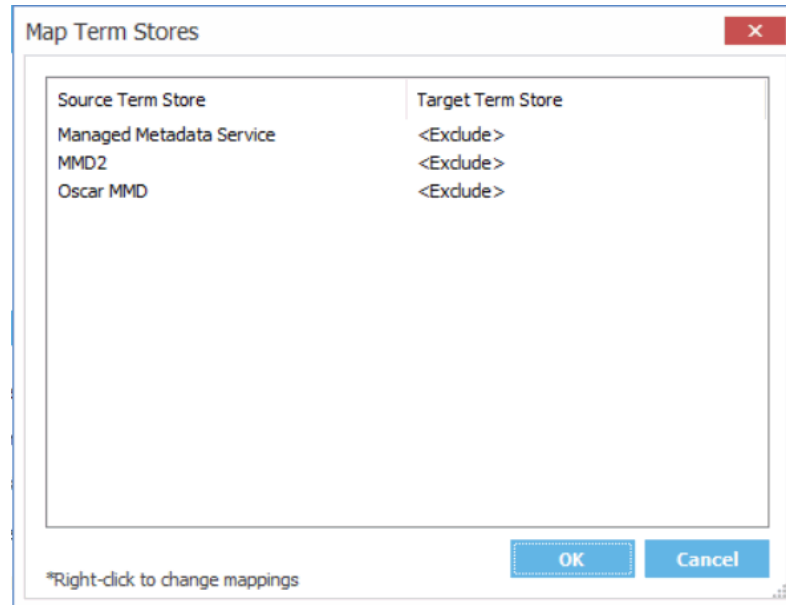 Map Term Stores
Source Term Store Target Term Store
Managed Metadata Service <Exclude>
MMD2 <Exclude>
Oscar MMD <Exclude>
OK Cancel
*Right-click to change mappings